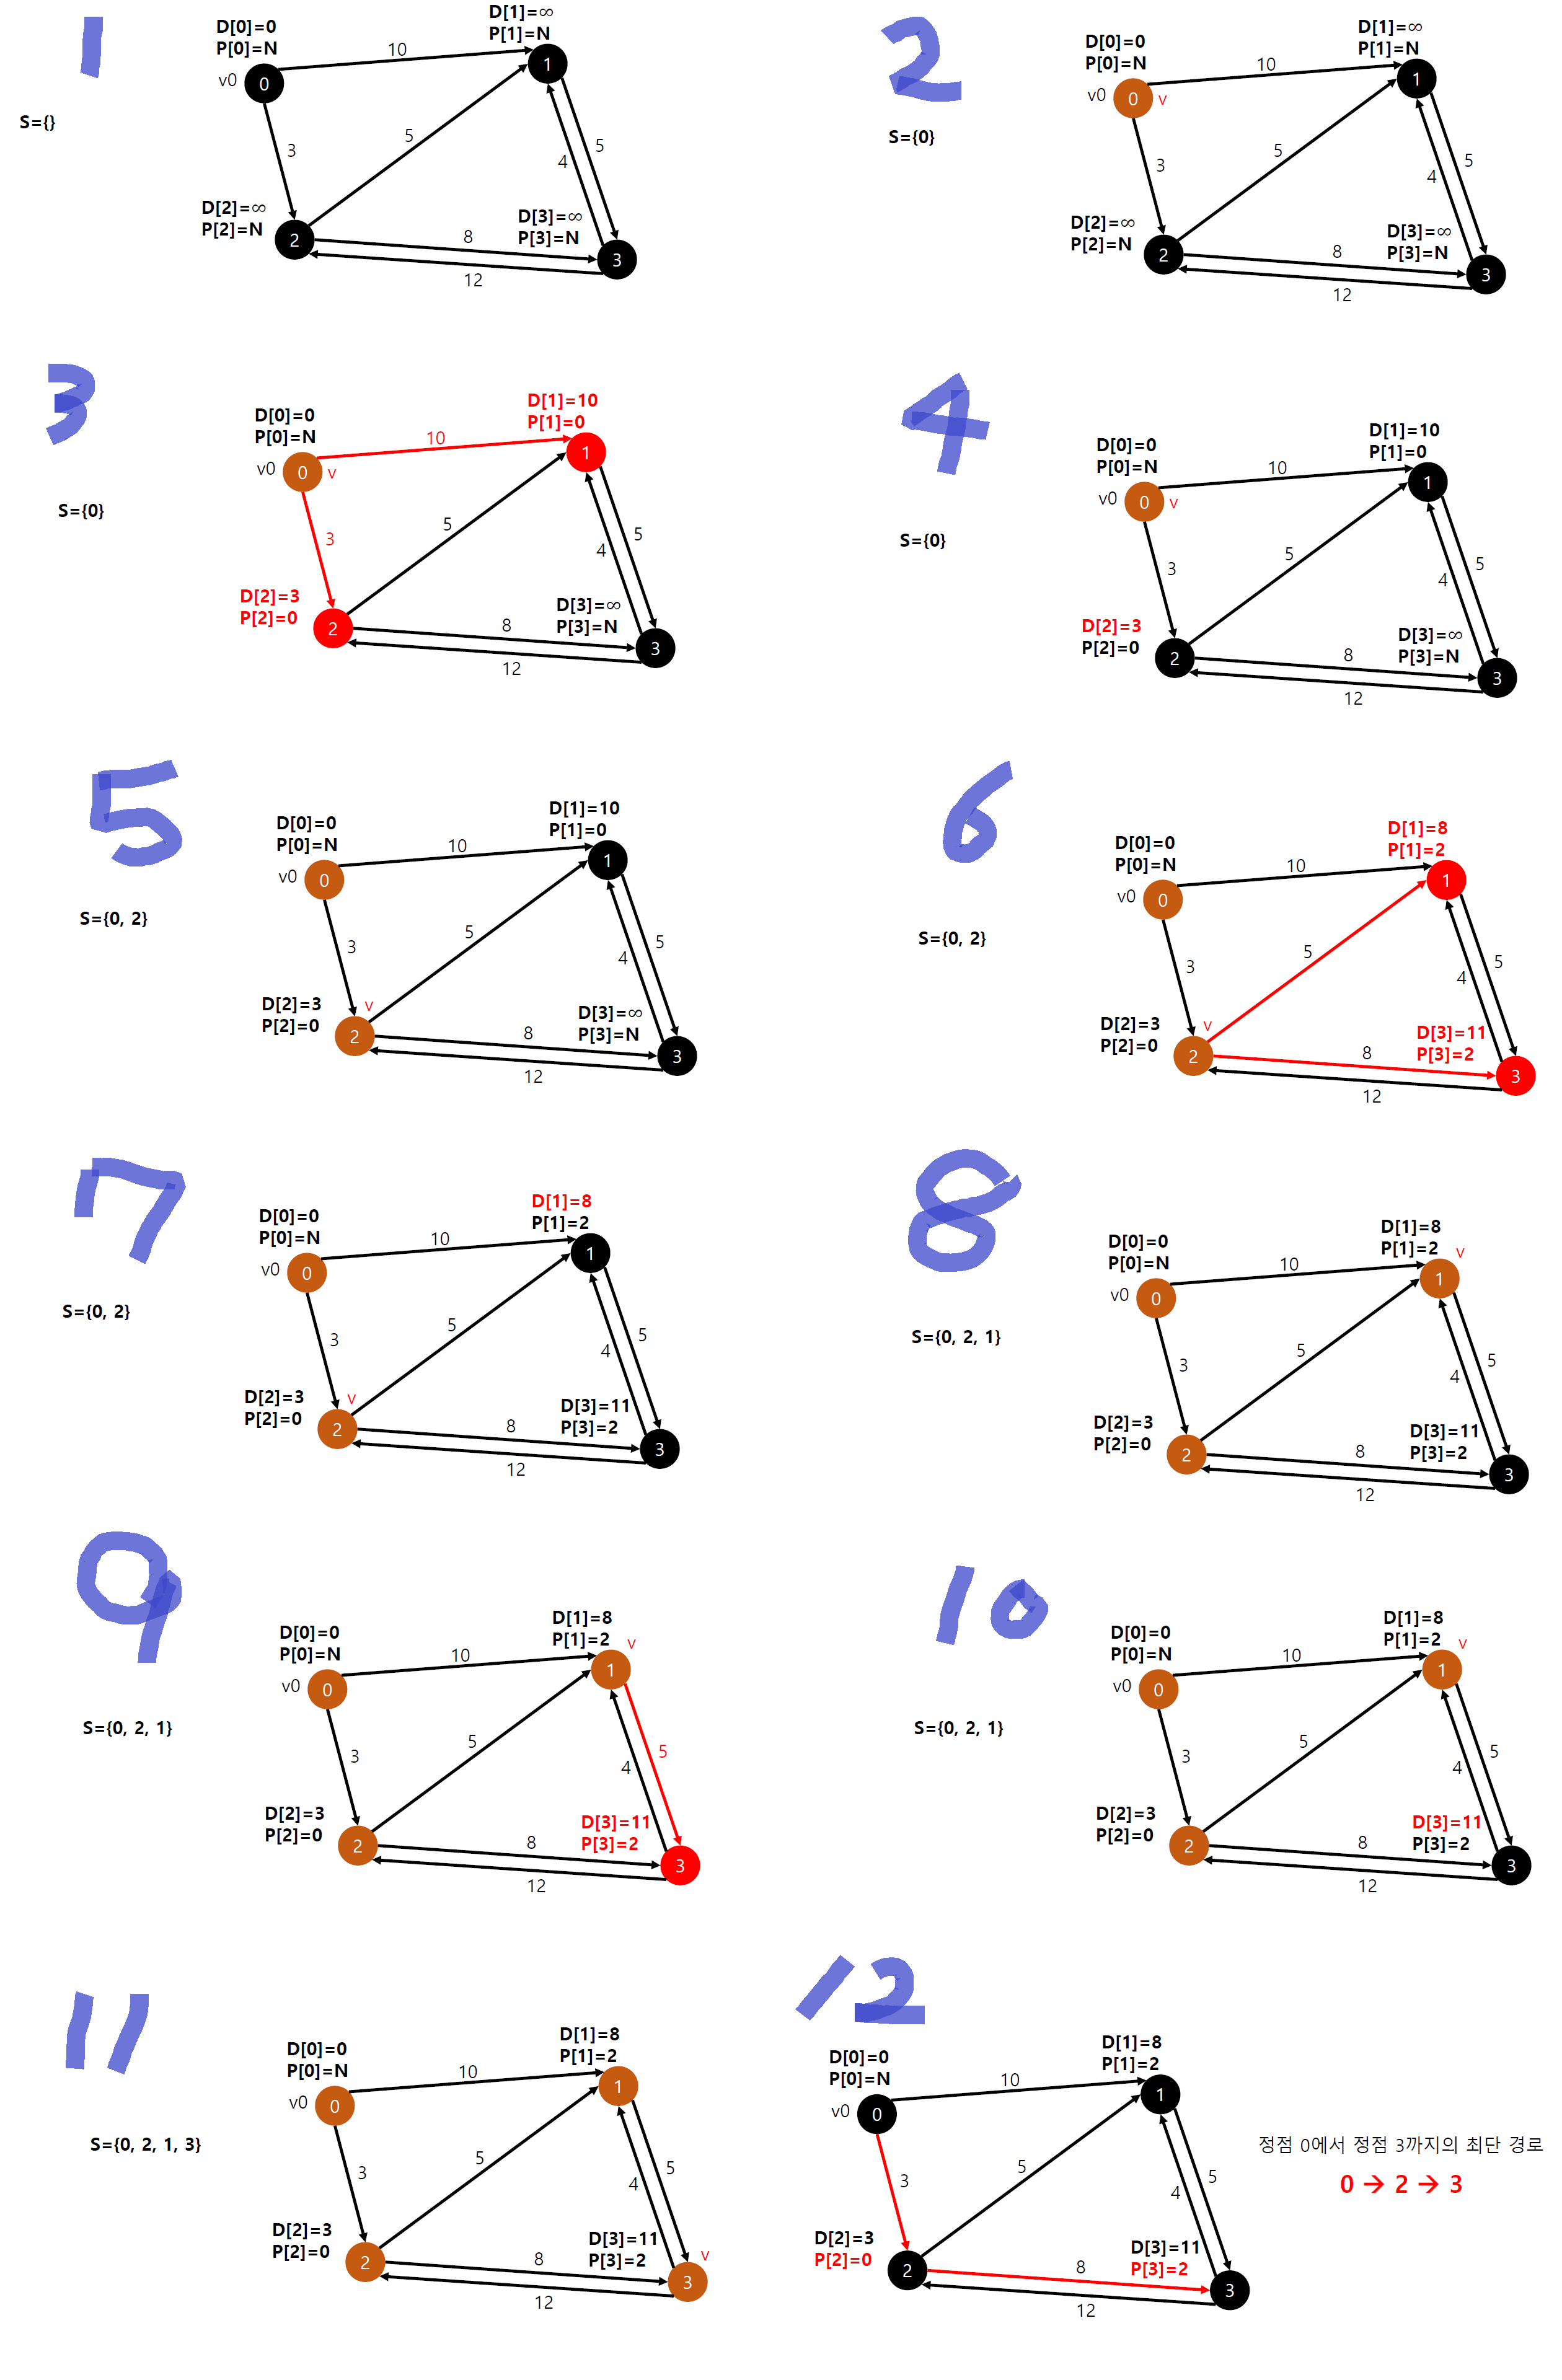 1
D[0]=0
P[0]=N
D[1]=∞
P[1]=N
v0
0
10
1
S={}
3
5
4
5
D[2]=∞
P[2]=N
2
8
12
D[3]=∞
P[3]=N
3
2
D[0]=0
P[0]=N
D[1]=∞
P[1]=N
v0
0
v
10
1
S={0}
3
5
4
5
D[2]=∞
P[2]=N
2
8
12
D[3]=∞
P[3]=N
3
3
D[0]=0
P[0]=N
D[1]=10
P[1]=0
v0
0
v
10
1
S={0}
3
5
4
5
D[2]=3
P[2]=0
2
8
12
D[3]=∞
P[3]=N
3
4
D[0]=0
P[0]=N
D[1]=10
P[1]=0
v0
0
v
10
1
S={0}
3
5
4
5
D[2]=3
P[2]=0
2
8
12
D[3]=∞
P[3]=N
3
5
D[0]=0
P[0]=N
D[1]=10
P[1]=0
v0
0
10
1
S={0, 2}
3
5
4
5
D[2]=3
P[2]=0
v
2
8
12
D[3]=∞
P[3]=N
3
6
D[0]=0
P[0]=N
D[1]=8
P[1]=2
v0
0
10
1
S={0, 2}
3
5
4
5
D[2]=3
P[2]=0
v
2
8
12
D[3]=11
P[3]=2
3
7
D[0]=0
P[0]=N
D[1]=8
P[1]=2
v0
0
10
1
S={0, 2}
3
5
4
5
D[2]=3
P[2]=0
v
2
8
12
D[3]=11
P[3]=2
3
8
D[0]=0
P[0]=N
D[1]=8
P[1]=2
v
v0
0
10
1
S={0, 2, 1}
3
5
4
5
D[2]=3
P[2]=0
2
8
12
D[3]=11
P[3]=2
3
9
D[0]=0
P[0]=N
D[1]=8
P[1]=2
v
v0
0
10
1
S={0, 2, 1}
3
5
4
5
D[2]=3
P[2]=0
2
8
12
D[3]=11
P[3]=2
3
10
D[0]=0
P[0]=N
D[1]=8
P[1]=2
v
v0
0
10
1
S={0, 2, 1}
3
5
4
5
D[2]=3
P[2]=0
2
8
12
D[3]=11
P[3]=2
3
11
D[0]=0
P[0]=N
D[1]=8
P[1]=2
v0
0
10
1
S={0, 2, 1, 3}
3
5
4
5
D[2]=3
P[2]=0
2
8
12
D[3]=11
P[3]=2
v
3
12
D[0]=0
P[0]=N
D[1]=8
P[1]=2
v0
0
10
1
3
5
4
5
D[2]=3
P[2]=0
2
8
12
D[3]=11
P[3]=2
3
정점 0에서 정점 3까지의 최단 경로
0 → 2 → 3